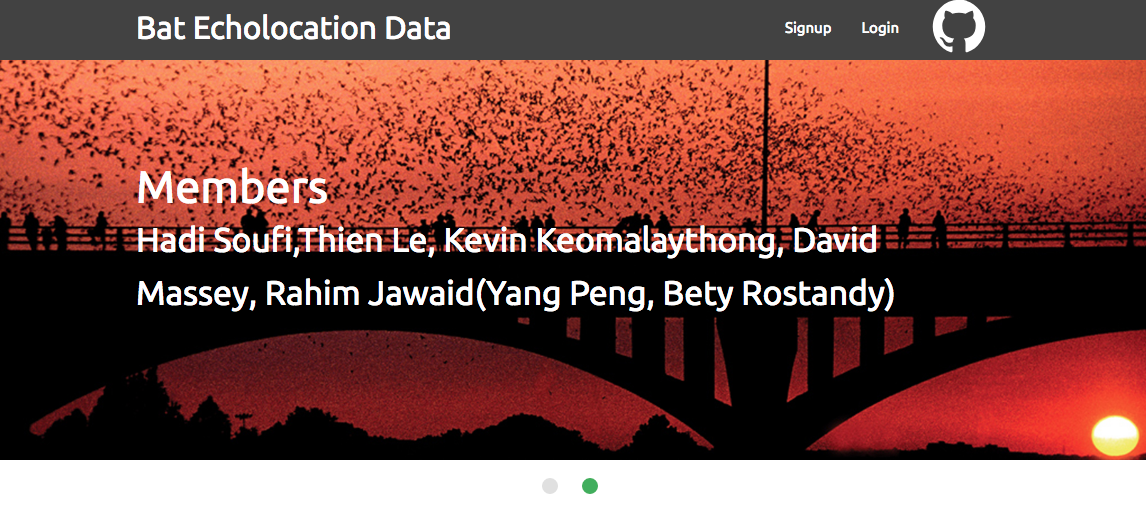 Bat Echolocation Data
Signup
Login
Members
Hadi Soufi,Thien Le, Kevin Keomalaythong, David
Massey, Rahim Jawaid(Yang Peng, Bety Rostandy)